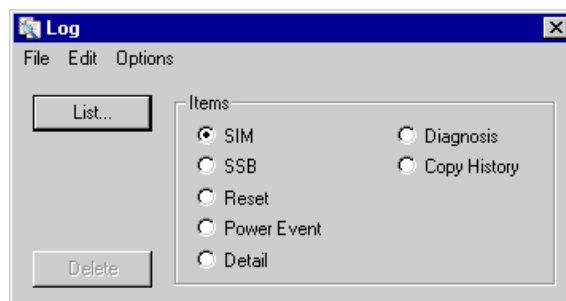 Log
File Edit Options
List...
Items
SIM
Diagnosis
SSB
Copy History
Reset
Power Event
Detail
Delete